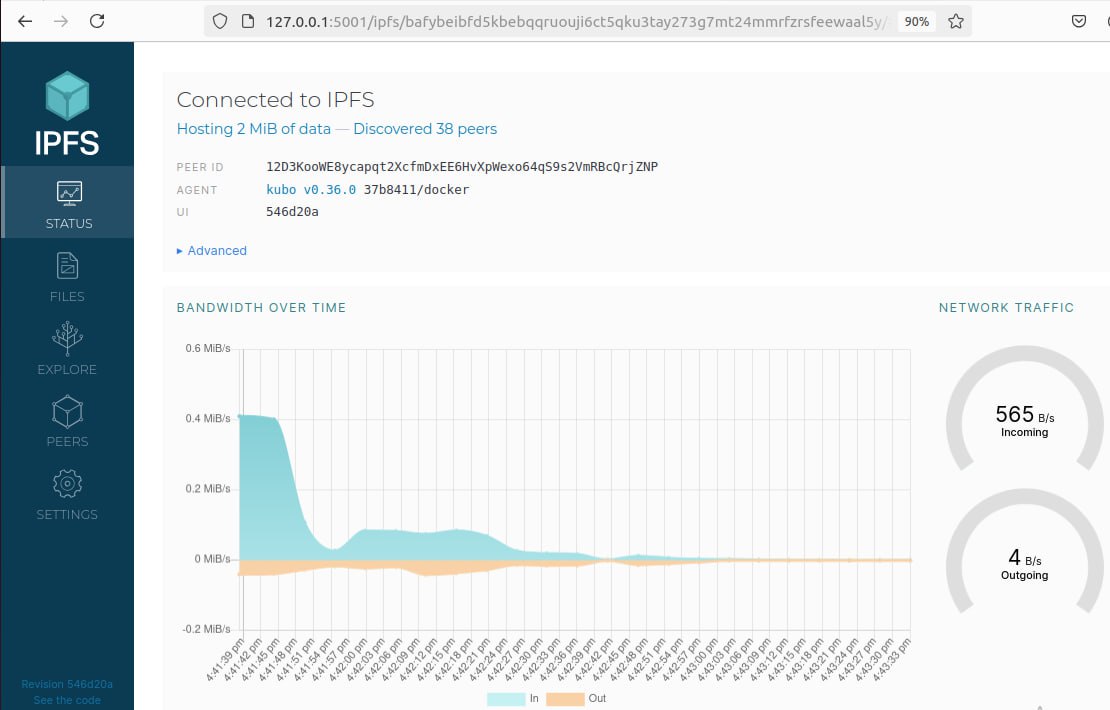 127.0.0.1:5001/ipfs/bafybeibfd5kbebqqruouji6ct5qku3tay273g7mt24mmrfzrsfeewaal5y/
90%
IPFS
STATUS
FILES
EXPLORE
PEERS
SETTINGS
Revision 546d20a
See the code
Connected to IPFS
Hosting 2 MiB of data — Discovered 38 peers
PEER ID 12D3KooWE8ycapqt2XcfmDxEE6HvXpWexo64qS9s2VmRBcQrjZNP
AGENT kubo v0.36.0 37b8411/docker
UI 546d20a
▸ Advanced
BANDWIDTH OVER TIME
0.6 MiB/s
0.4 MiB/s
0.2 MiB/s
0 MiB/s
-0.2 MiB/s
4:41:39 pm
4:41:42 pm
4:41:45 pm
4:41:48 pm
4:41:51 pm
4:41:54 pm
4:41:57 pm
4:42:00 pm
4:42:03 pm
4:42:06 pm
4:42:09 pm
4:42:12 pm
4:42:15 pm
4:42:18 pm
4:42:21 pm
4:42:24 pm
4:42:27 pm
4:42:30 pm
4:42:33 pm
4:42:36 pm
4:42:39 pm
4:42:42 pm
4:42:45 pm
4:42:48 pm
4:42:51 pm
4:42:54 pm
4:42:57 pm
4:43:00 pm
4:43:03 pm
4:43:06 pm
4:43:09 pm
4:43:12 pm
4:43:15 pm
4:43:18 pm
4:43:21 pm
4:43:24 pm
4:43:27 pm
4:43:30 pm
4:43:33 pm
In
Out
NETWORK TRAFFIC
565 B/s
Incoming
4 B/s
Outgoing